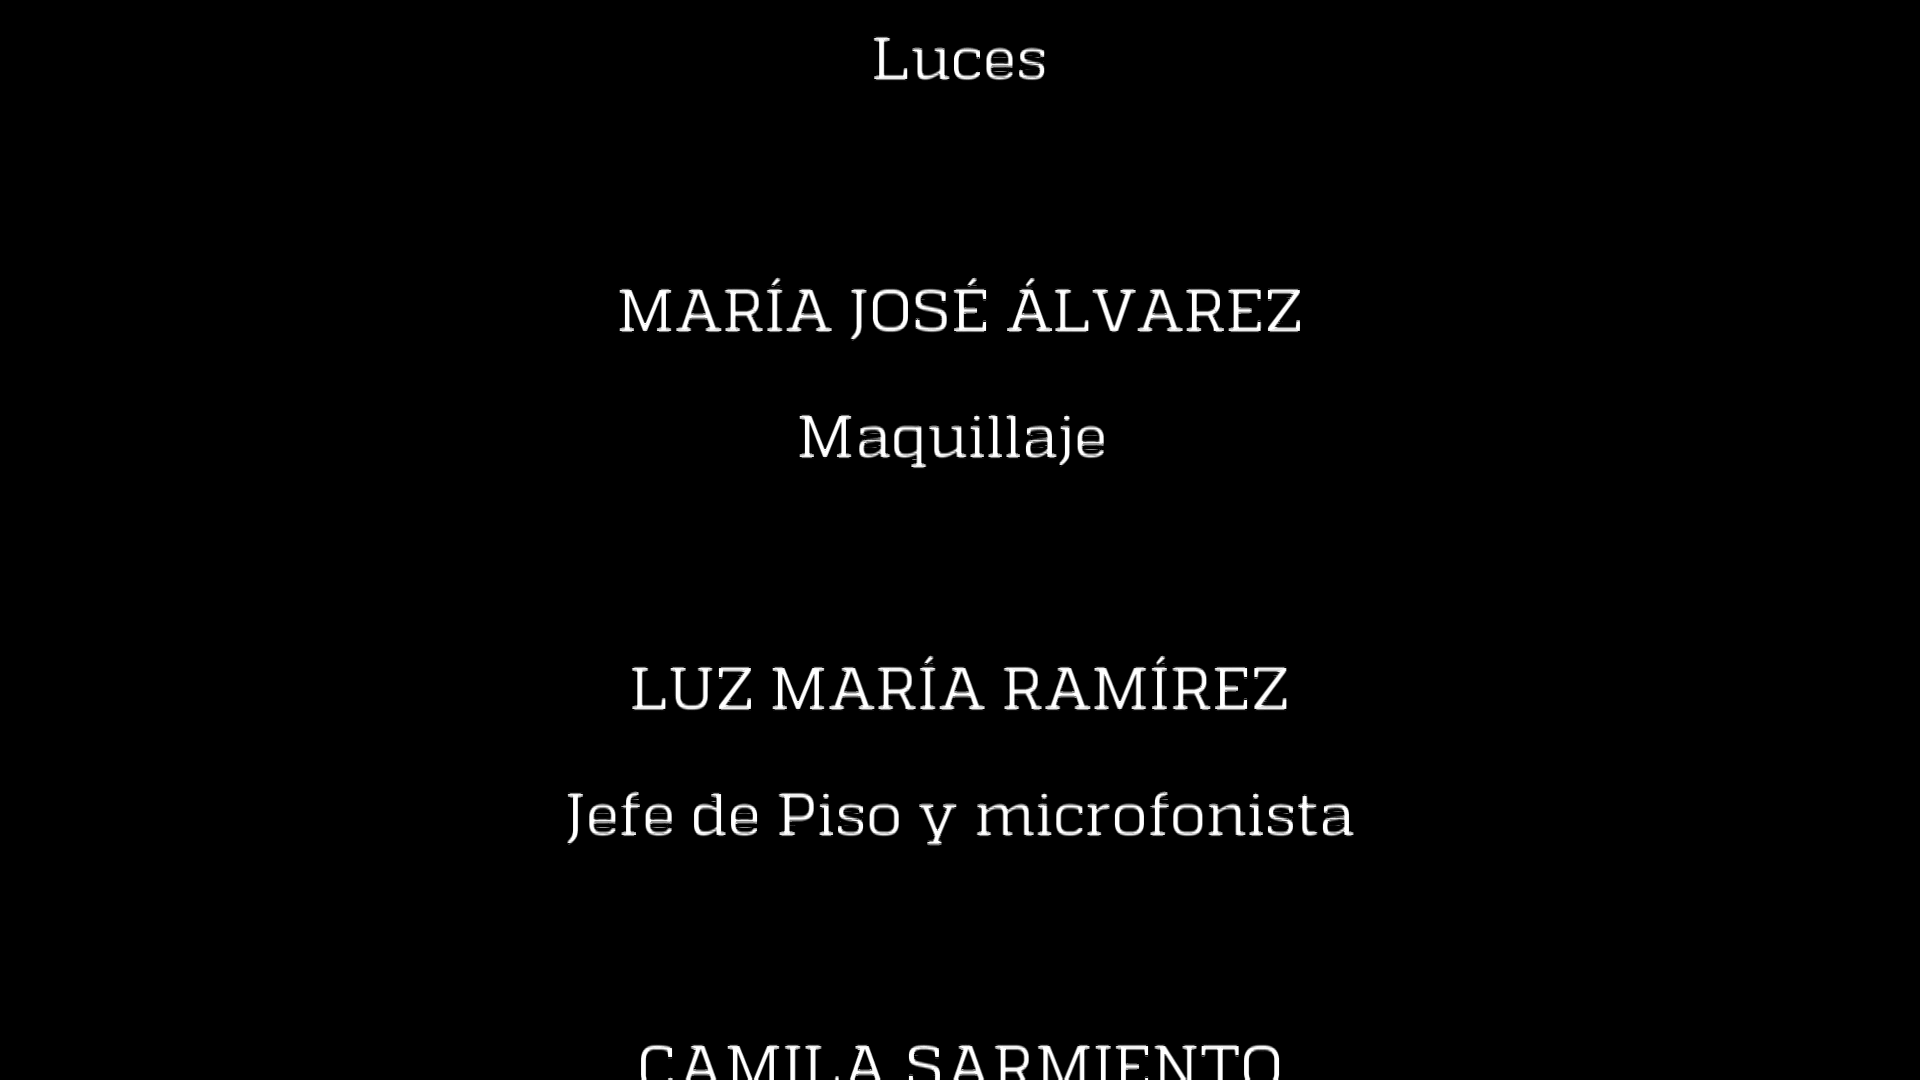 Luces
MARÍA JOSÉ ÁLVAREZ
Maquillaje
LUZ MARÍA RAMÍREZ
Jefe de Piso y microfonista
CAMILA SARMIENTO